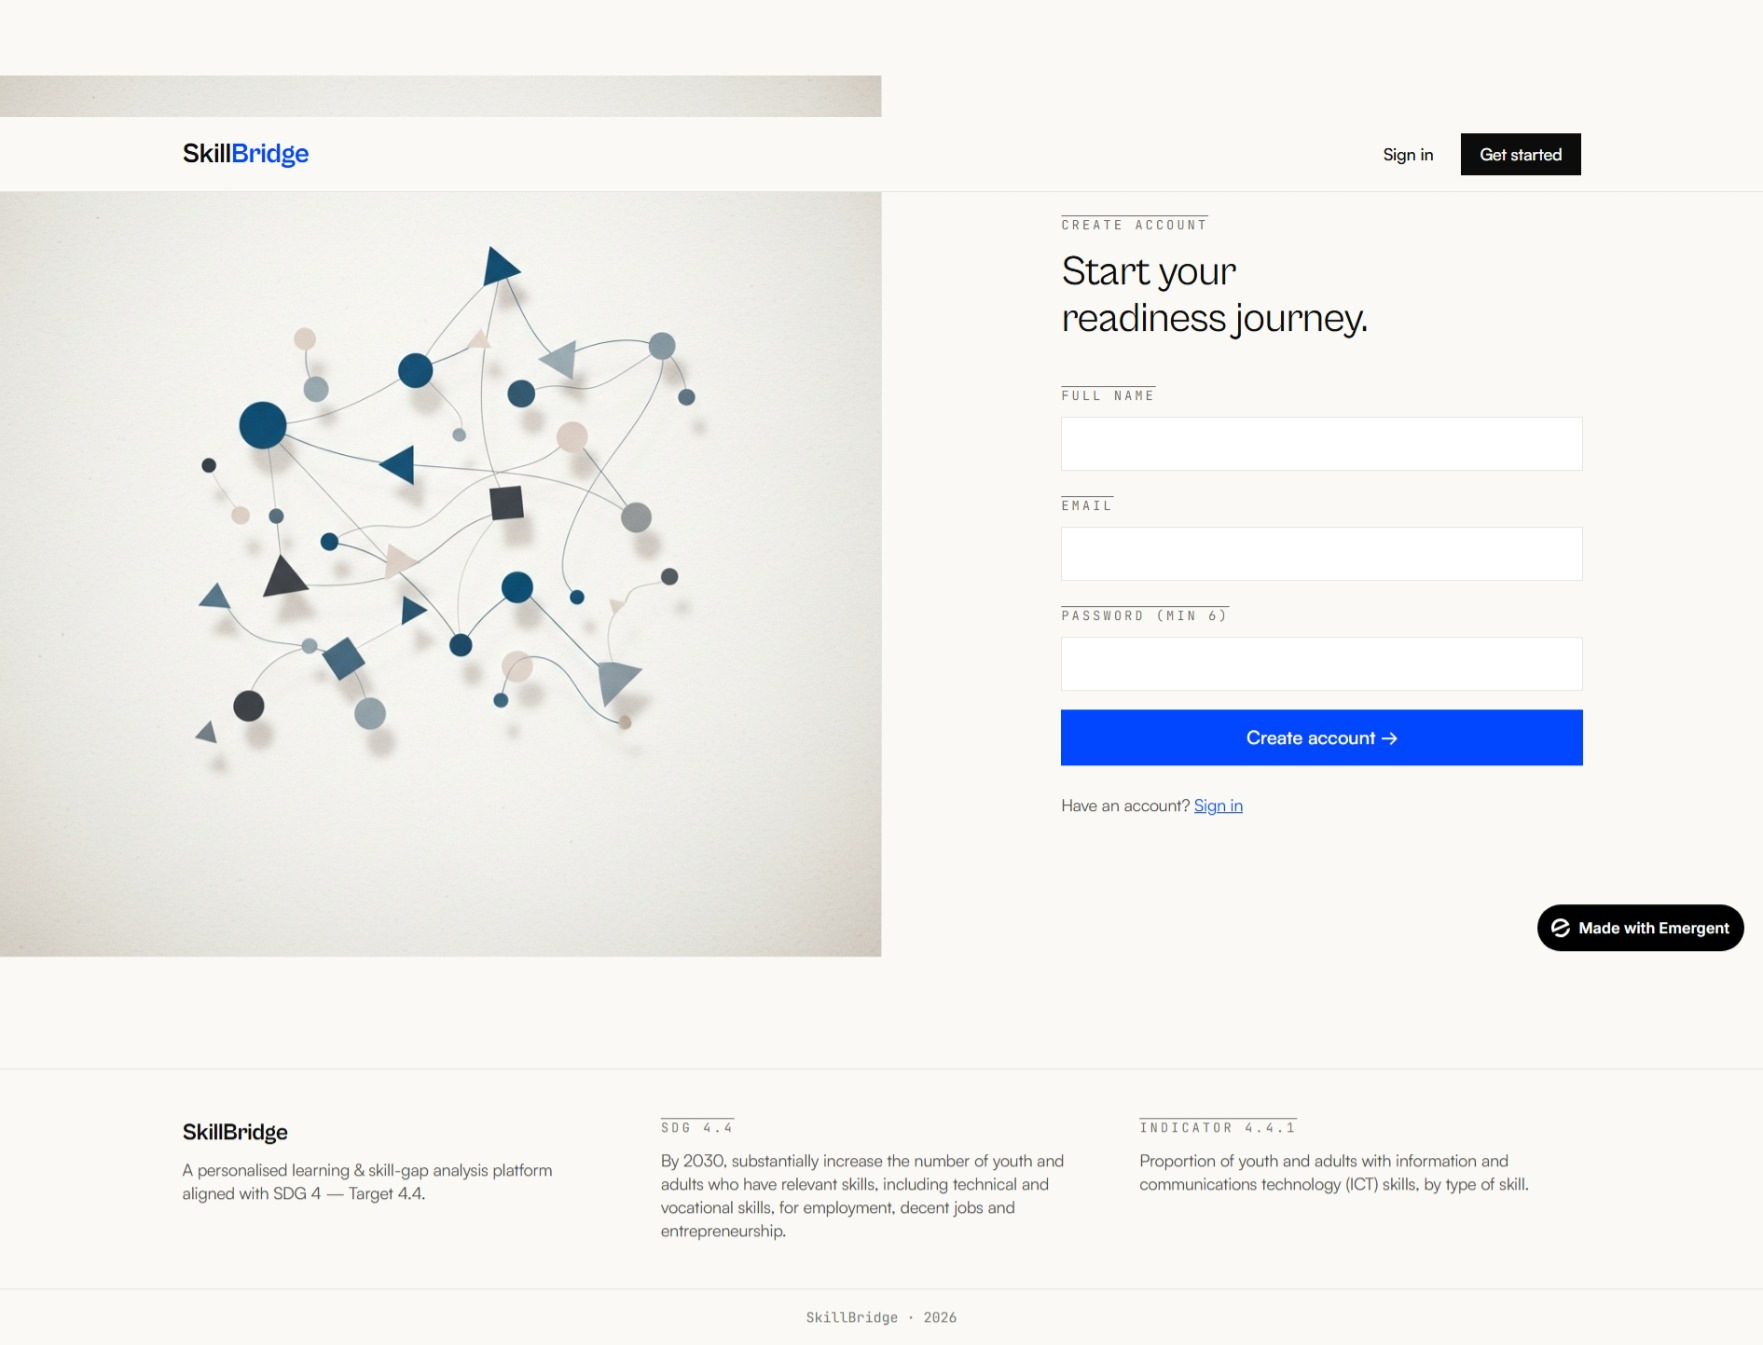 SkillBridge
Sign in
Get started
CREATE ACCOUNT
Start your
readiness journey.
FULL NAME
EMAIL
PASSWORD (MIN 6)
Create account →
Have an account? Sign in
Made with Emergent
SkillBridge
A personalised learning & skill-gap analysis platform
aligned with SDG 4 — Target 4.4.
SDG 4.4
By 2030, substantially increase the number of youth and
adults who have relevant skills, including technical and
vocational skills, for employment, decent jobs and
entrepreneurship.
INDICATOR 4.4.1
Proportion of youth and adults with information and
communications technology (ICT) skills, by type of skill.
SkillBridge · 2026